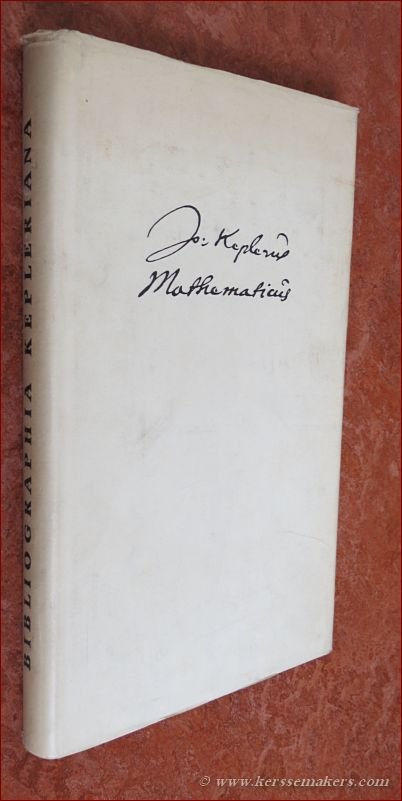 Jo: Keplerus
Mathematicus
BIBLIOGRAPHIA KEPLERIANA
© www.kerssemakers.com